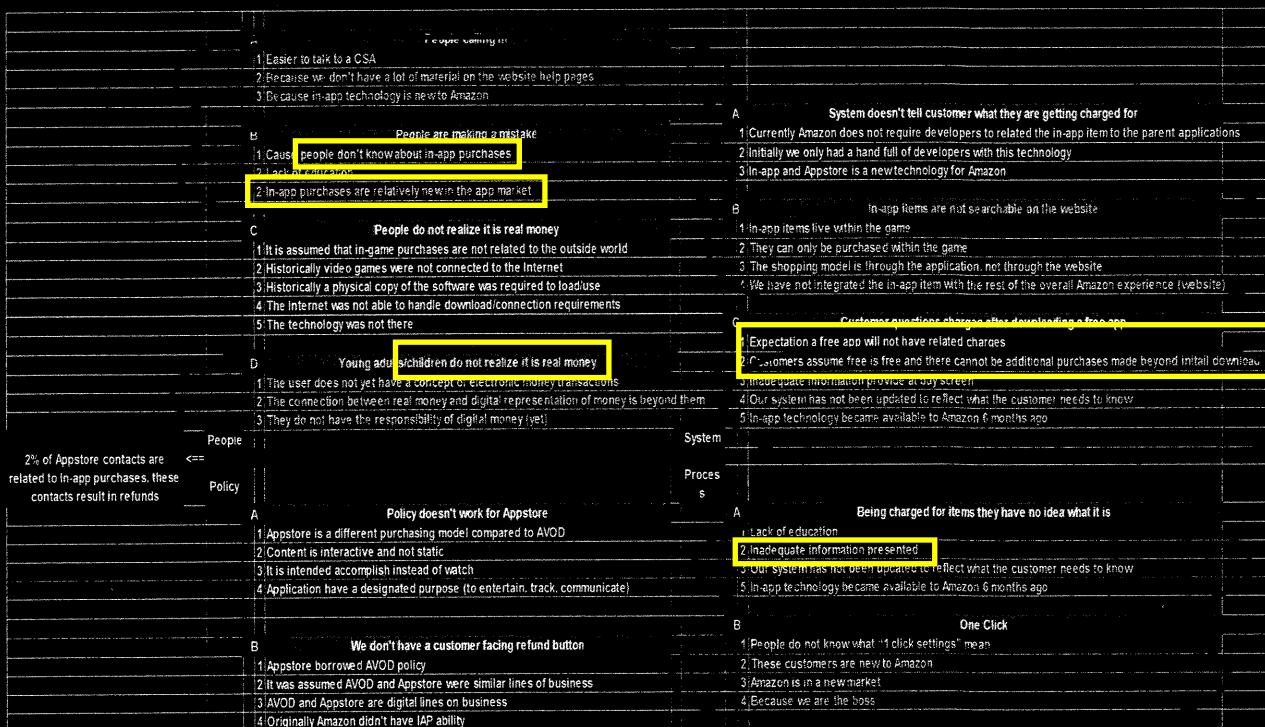 People calling in
1 Easier to talk to a CSA
2 Because we don't have a lot of material on the website help pages
3 Because in-app technology is new to Amazon
B People are making a mistake
1 Cause people don't know about in-app purchases
2 Lack of education
2 In-app purchases are relatively new in the app market
C People do not realize it is real money
1 It is assumed that in-game purchases are not related to the outside world
2 Historically video games were not connected to the Internet
3 Historically a physical copy of the software was required to load/use
4 The Internet was not able to handle download/connection requirements
5 The technology was not there
D Young adults/children do not realize it is real money
1 The user does not yet have a concept of electronic money transactions
2 The connection between real money and digital representation of money is beyond them
3 They do not have the responsibility of digital money (yet)
A System doesn't tell customer what they are getting charged for
1 Currently Amazon does not require developers to related the in-app item to the parent applications
2 Initially we only had a hand full of developers with this technology
3 In-app and Appstore is a new technology for Amazon
B In-app items are not searchable on the website
1 In-app items live within the game
2 They can only be purchased within the game
3 The shopping model is through the application, not through the website
4 We have not integrated the in-app item with the rest of the overall Amazon experience (website)
C Customer questions charges after downloading a free app
1 Expectation a free app will not have related charges
2 Customers assume free is free and there cannot be additional purchases made beyond initail download
3 Inadequate information provide at buy screen
4 Our system has not been updated to reflect what the customer needs to know
5 In-app technology became available to Amazon 6 months ago
People
System
2% of Appstore contacts are
related to In-app purchases, these
contacts result in refunds
<==
Policy
Proces
s
A Policy doesn't work for Appstore
1 Appstore is a different purchasing model compared to AVOD
2 Content is interactive and not static
3 It is intended accomplish instead of watch
4 Application have a designated purpose (to entertain, track, communicate)
B We don't have a customer facing refund button
1 Appstore borrowed AVOD policy
2 It was assumed AVOD and Appstore were similar lines of business
3 AVOD and Appstore are digital lines on business
4 Originally Amazon didn't have IAP ability
A Being charged for items they have no idea what it is
1 Lack of education
2 Inadequate information presented
3 Our system has not been updated to reflect what the customer needs to know
5 In-app technology became available to Amazon 6 months ago
B One Click
1 People do not know what "1 click settings" mean
2 These customers are new to Amazon
3 Amazon is in a new market
4 Because we are the boss